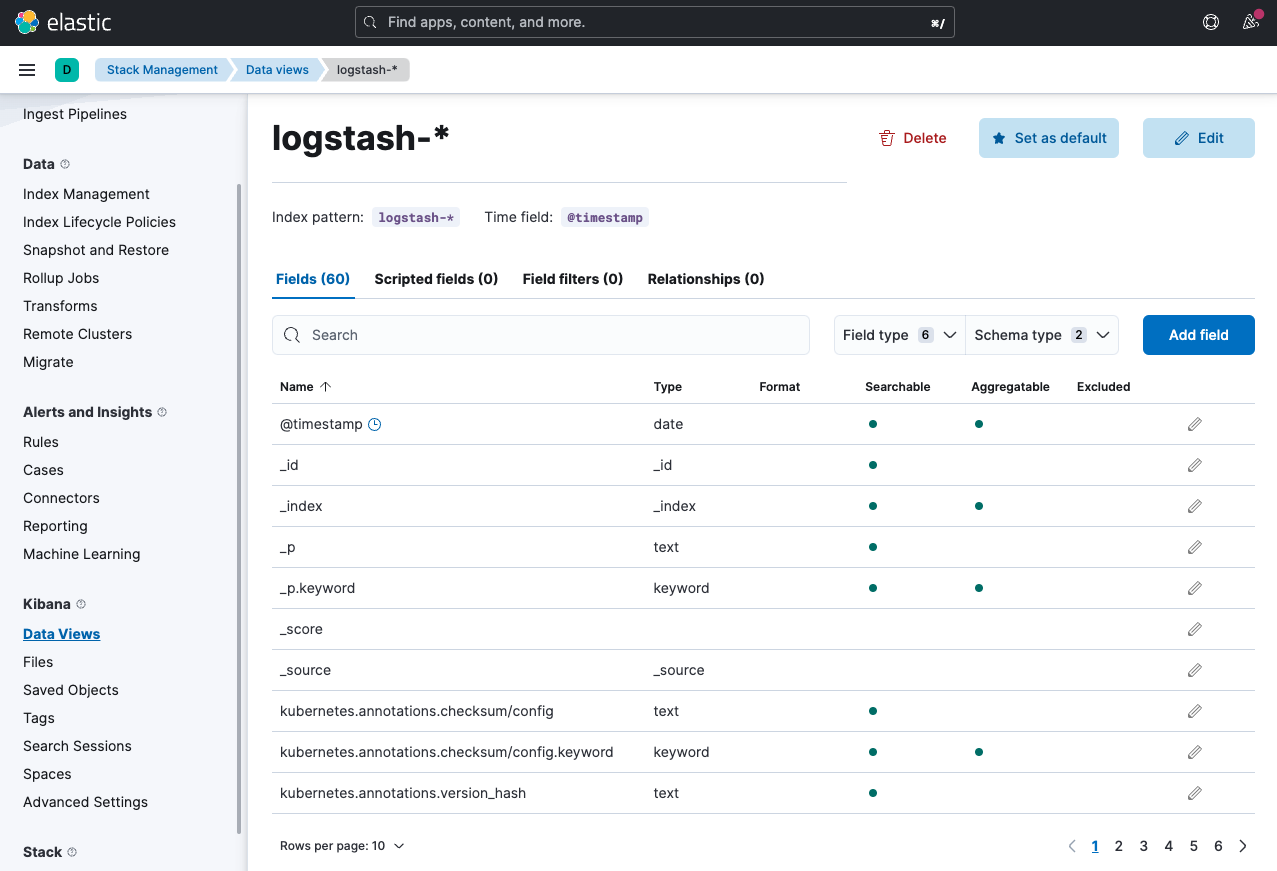 elastic
Find apps, content, and more.
⌘/
D
Stack Management
Data views
logstash-*
Ingest Pipelines
Data
Index Management
Index Lifecycle Policies
Snapshot and Restore
Rollup Jobs
Transforms
Remote Clusters
Migrate
Alerts and Insights
Rules
Cases
Connectors
Reporting
Machine Learning
Kibana
Data Views
Files
Saved Objects
Tags
Search Sessions
Spaces
Advanced Settings
Stack
logstash-*
Delete
Set as default
Edit
Index pattern: logstash-* Time field: @timestamp
Fields (60) Scripted fields (0) Field filters (0) Relationships (0)
Search
Field type 6
Schema type 2
Add field
Name Type Format Searchable Aggregatable Excluded
@timestamp date
_id _id
_index _index
_p text
_p.keyword keyword
_score
_source _source
kubernetes.annotations.checksum/config text
kubernetes.annotations.checksum/config.keyword keyword
kubernetes.annotations.version_hash text
Rows per page: 10
1 2 3 4 5 6